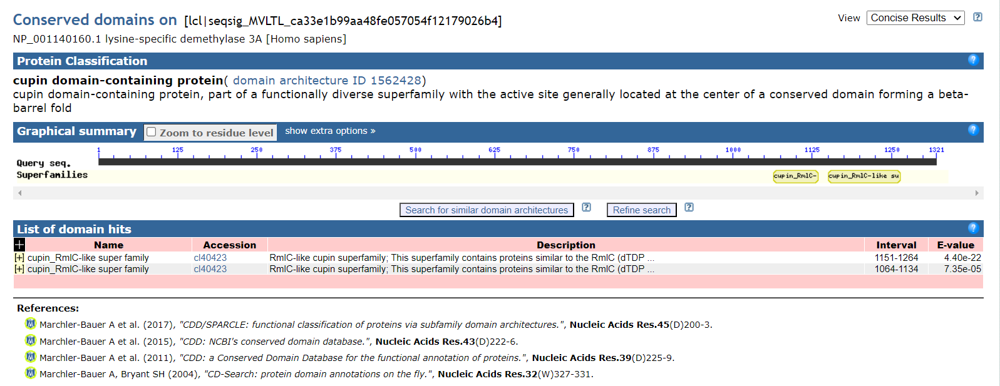 Conserved domains on [lcl|seqsig_MVLTL_ca33e1b99aa48fe057054f12179026b4]
View Concise Results ?
NP_001140160.1 lysine-specific demethylase 3A [Homo sapiens]
Protein Classification ?
cupin domain-containing protein( domain architecture ID 1562428)
cupin domain-containing protein, part of a functionally diverse superfamily with the active site generally located at the center of a conserved domain forming a beta-
barrel fold
Graphical summary Zoom to residue level show extra options » ?
1 125 250 375 500 625 750 875 1000 1125 1250 1321
Query seq.
Superfamilies cupin_RmlC- cupin_RmlC-like su
Search for similar domain architectures ? Refine search ?
List of domain hits ?
+ Name Accession Description Interval E-value
[+] cupin_RmlC-like super family cl40423 RmlC-like cupin superfamily; This superfamily contains proteins similar to the RmlC (dTDP ... 1151-1264 4.40e-22
[+] cupin_RmlC-like super family cl40423 RmlC-like cupin superfamily; This superfamily contains proteins similar to the RmlC (dTDP ... 1064-1134 7.35e-05
References:
Marchler-Bauer A et al. (2017), "CDD/SPARCLE: functional classification of proteins via subfamily domain architectures.", Nucleic Acids Res.45(D)200-3.
Marchler-Bauer A et al. (2015), "CDD: NCBI's conserved domain database.", Nucleic Acids Res.43(D)222-6.
Marchler-Bauer A et al. (2011), "CDD: a Conserved Domain Database for the functional annotation of proteins.", Nucleic Acids Res.39(D)225-9.
Marchler-Bauer A, Bryant SH (2004), "CD-Search: protein domain annotations on the fly.", Nucleic Acids Res.32(W)327-331.